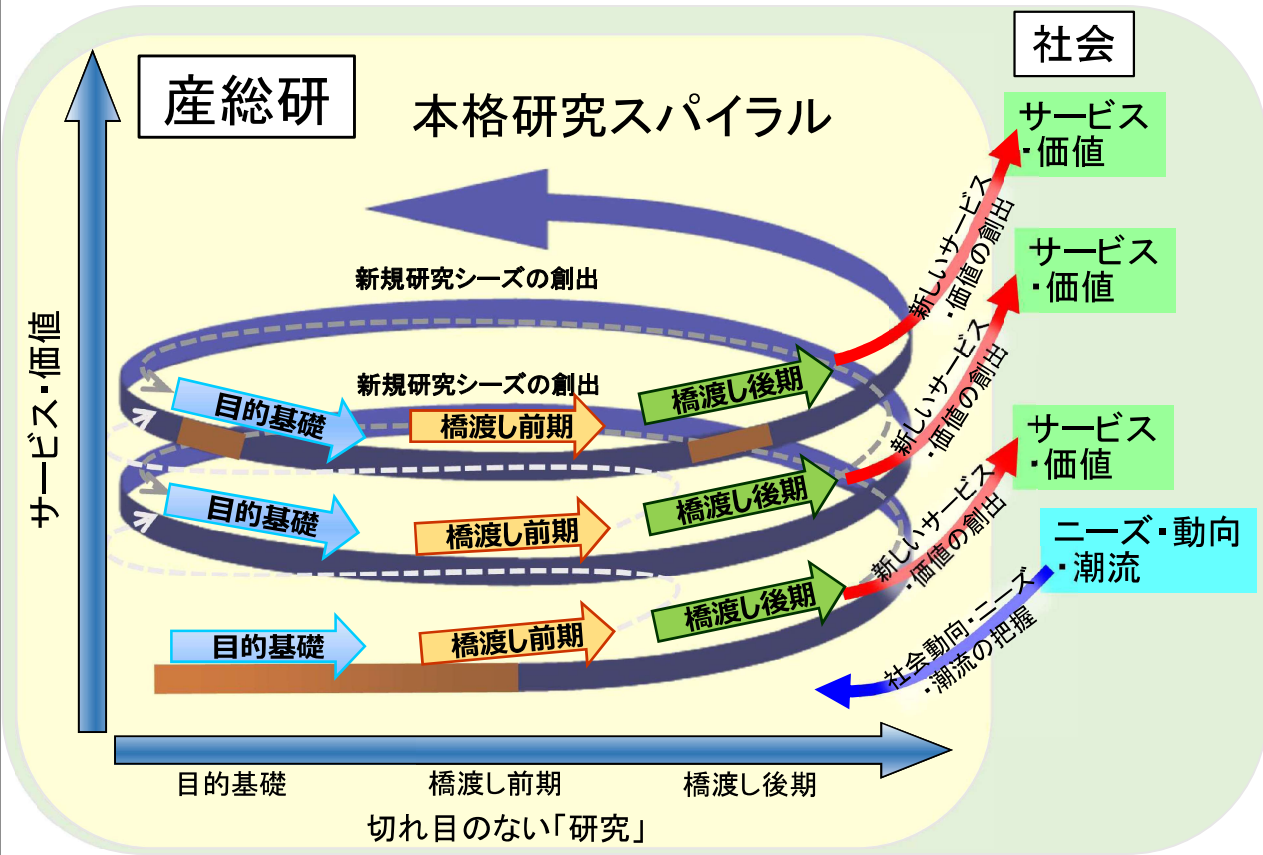 社会
産総研
本格研究スパイラル
サービス
・価値
新しいサービス
・価値の創出
サービス
・価値
新規研究シーズの創出
新しいサービス
・価値の創出
サービス・価値
目的基礎
橋渡し前期
橋渡し後期
新規研究シーズの創出
サービス
・価値
新しいサービス
・価値の創出
目的基礎
橋渡し前期
橋渡し後期
ニーズ・動向
・潮流
目的基礎
橋渡し前期
橋渡し後期
社会動向・ニーズ
・潮流の把握
目的基礎
橋渡し前期
橋渡し後期
切れ目のない「研究」